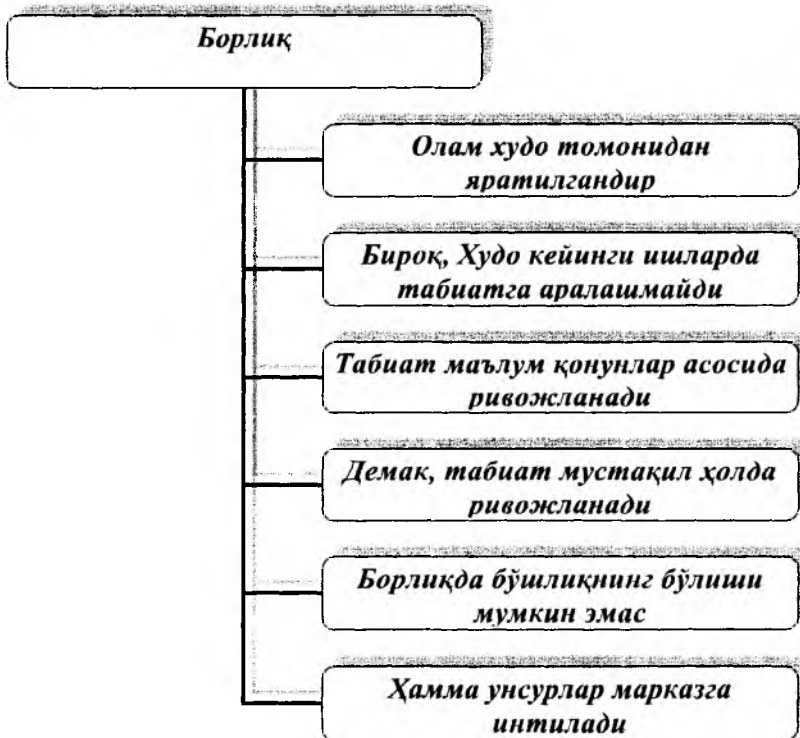 Борлиқ
Олам худо томонидан
яратилгандир
Бироқ, Худо кейинги ишларда
табиатга аралашмайди
Табиат маълум қонунлар асосида
ривожланади
Демак, табиат мустақил ҳолда
ривожланади
Борлиқда бўшлиқнинг бўлиши
мумкин эмас
Ҳамма унсурлар марказга
интилади